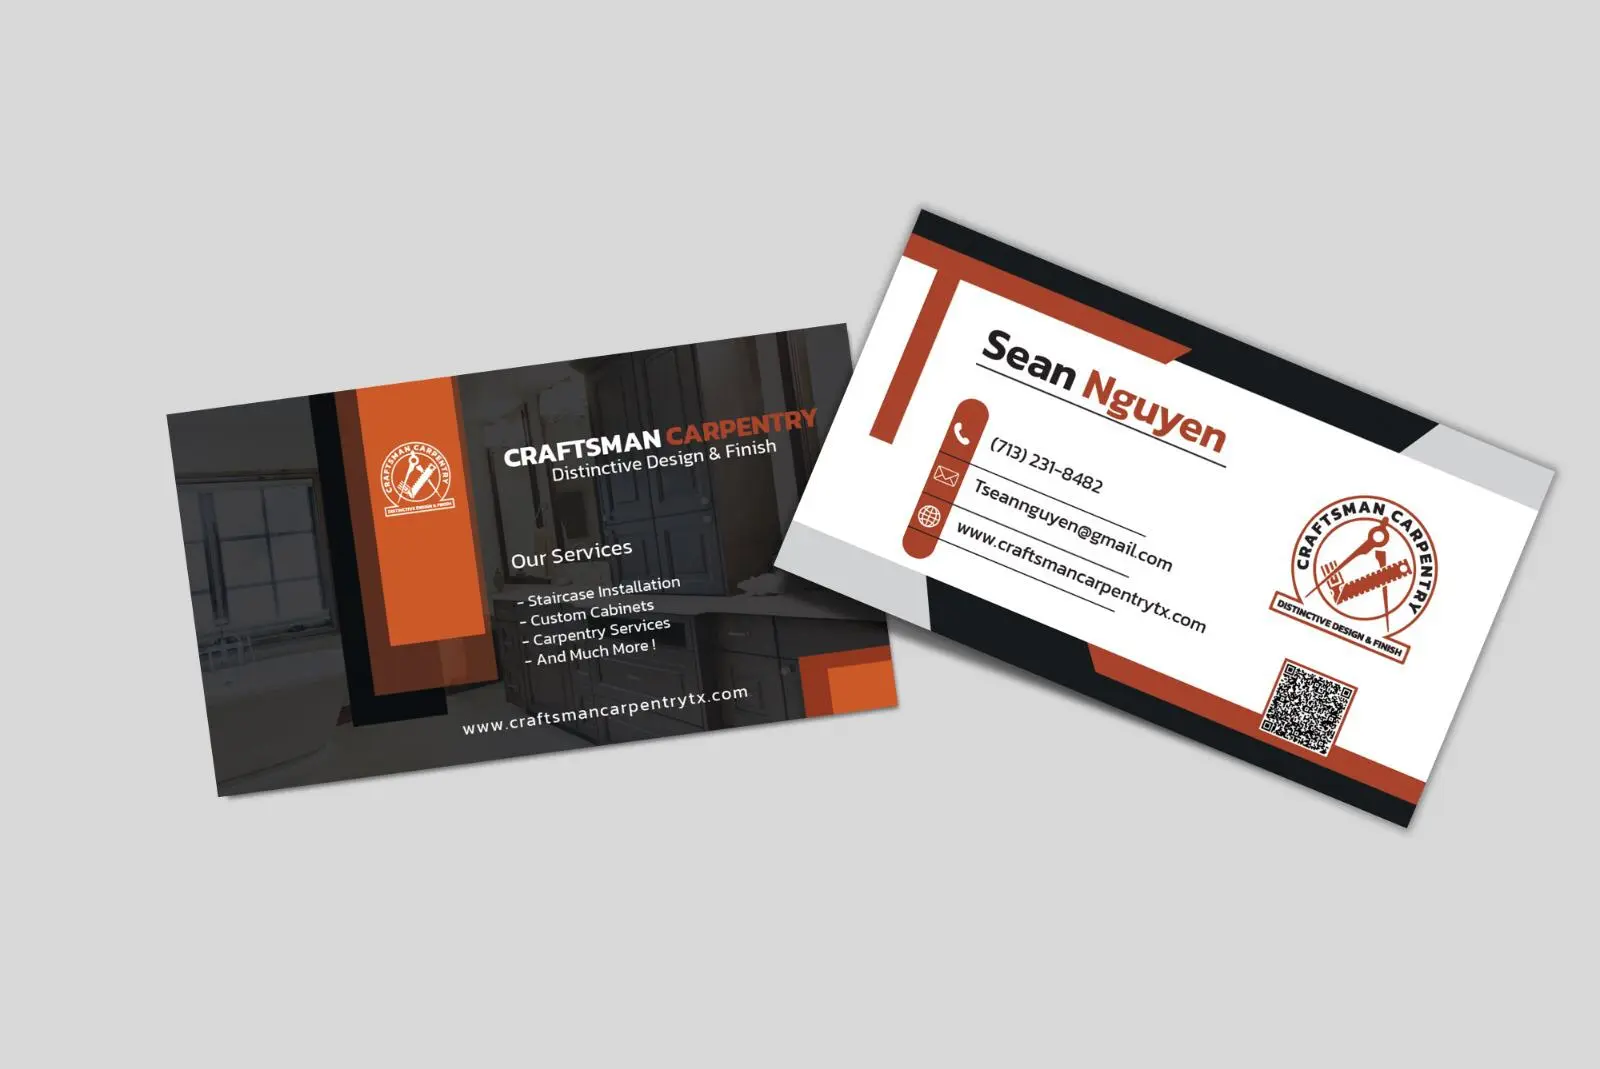 CRAFTSMAN CARPENTRY
DISTINCTIVE DESIGN & FINISH
CRAFTSMAN CARPENTRY
Distinctive Design & Finish
Our Services
- Staircase Installation
- Custom Cabinets
- Carpentry Services
- And Much More !
www.craftsmancarpentrytx.com
Sean Nguyen
(713) 231-8482
Tseannguyen@gmail.com
www.craftsmancarpentrytx.com
CRAFTSMAN CARPENTRY
DISTINCTIVE DESIGN & FINISH